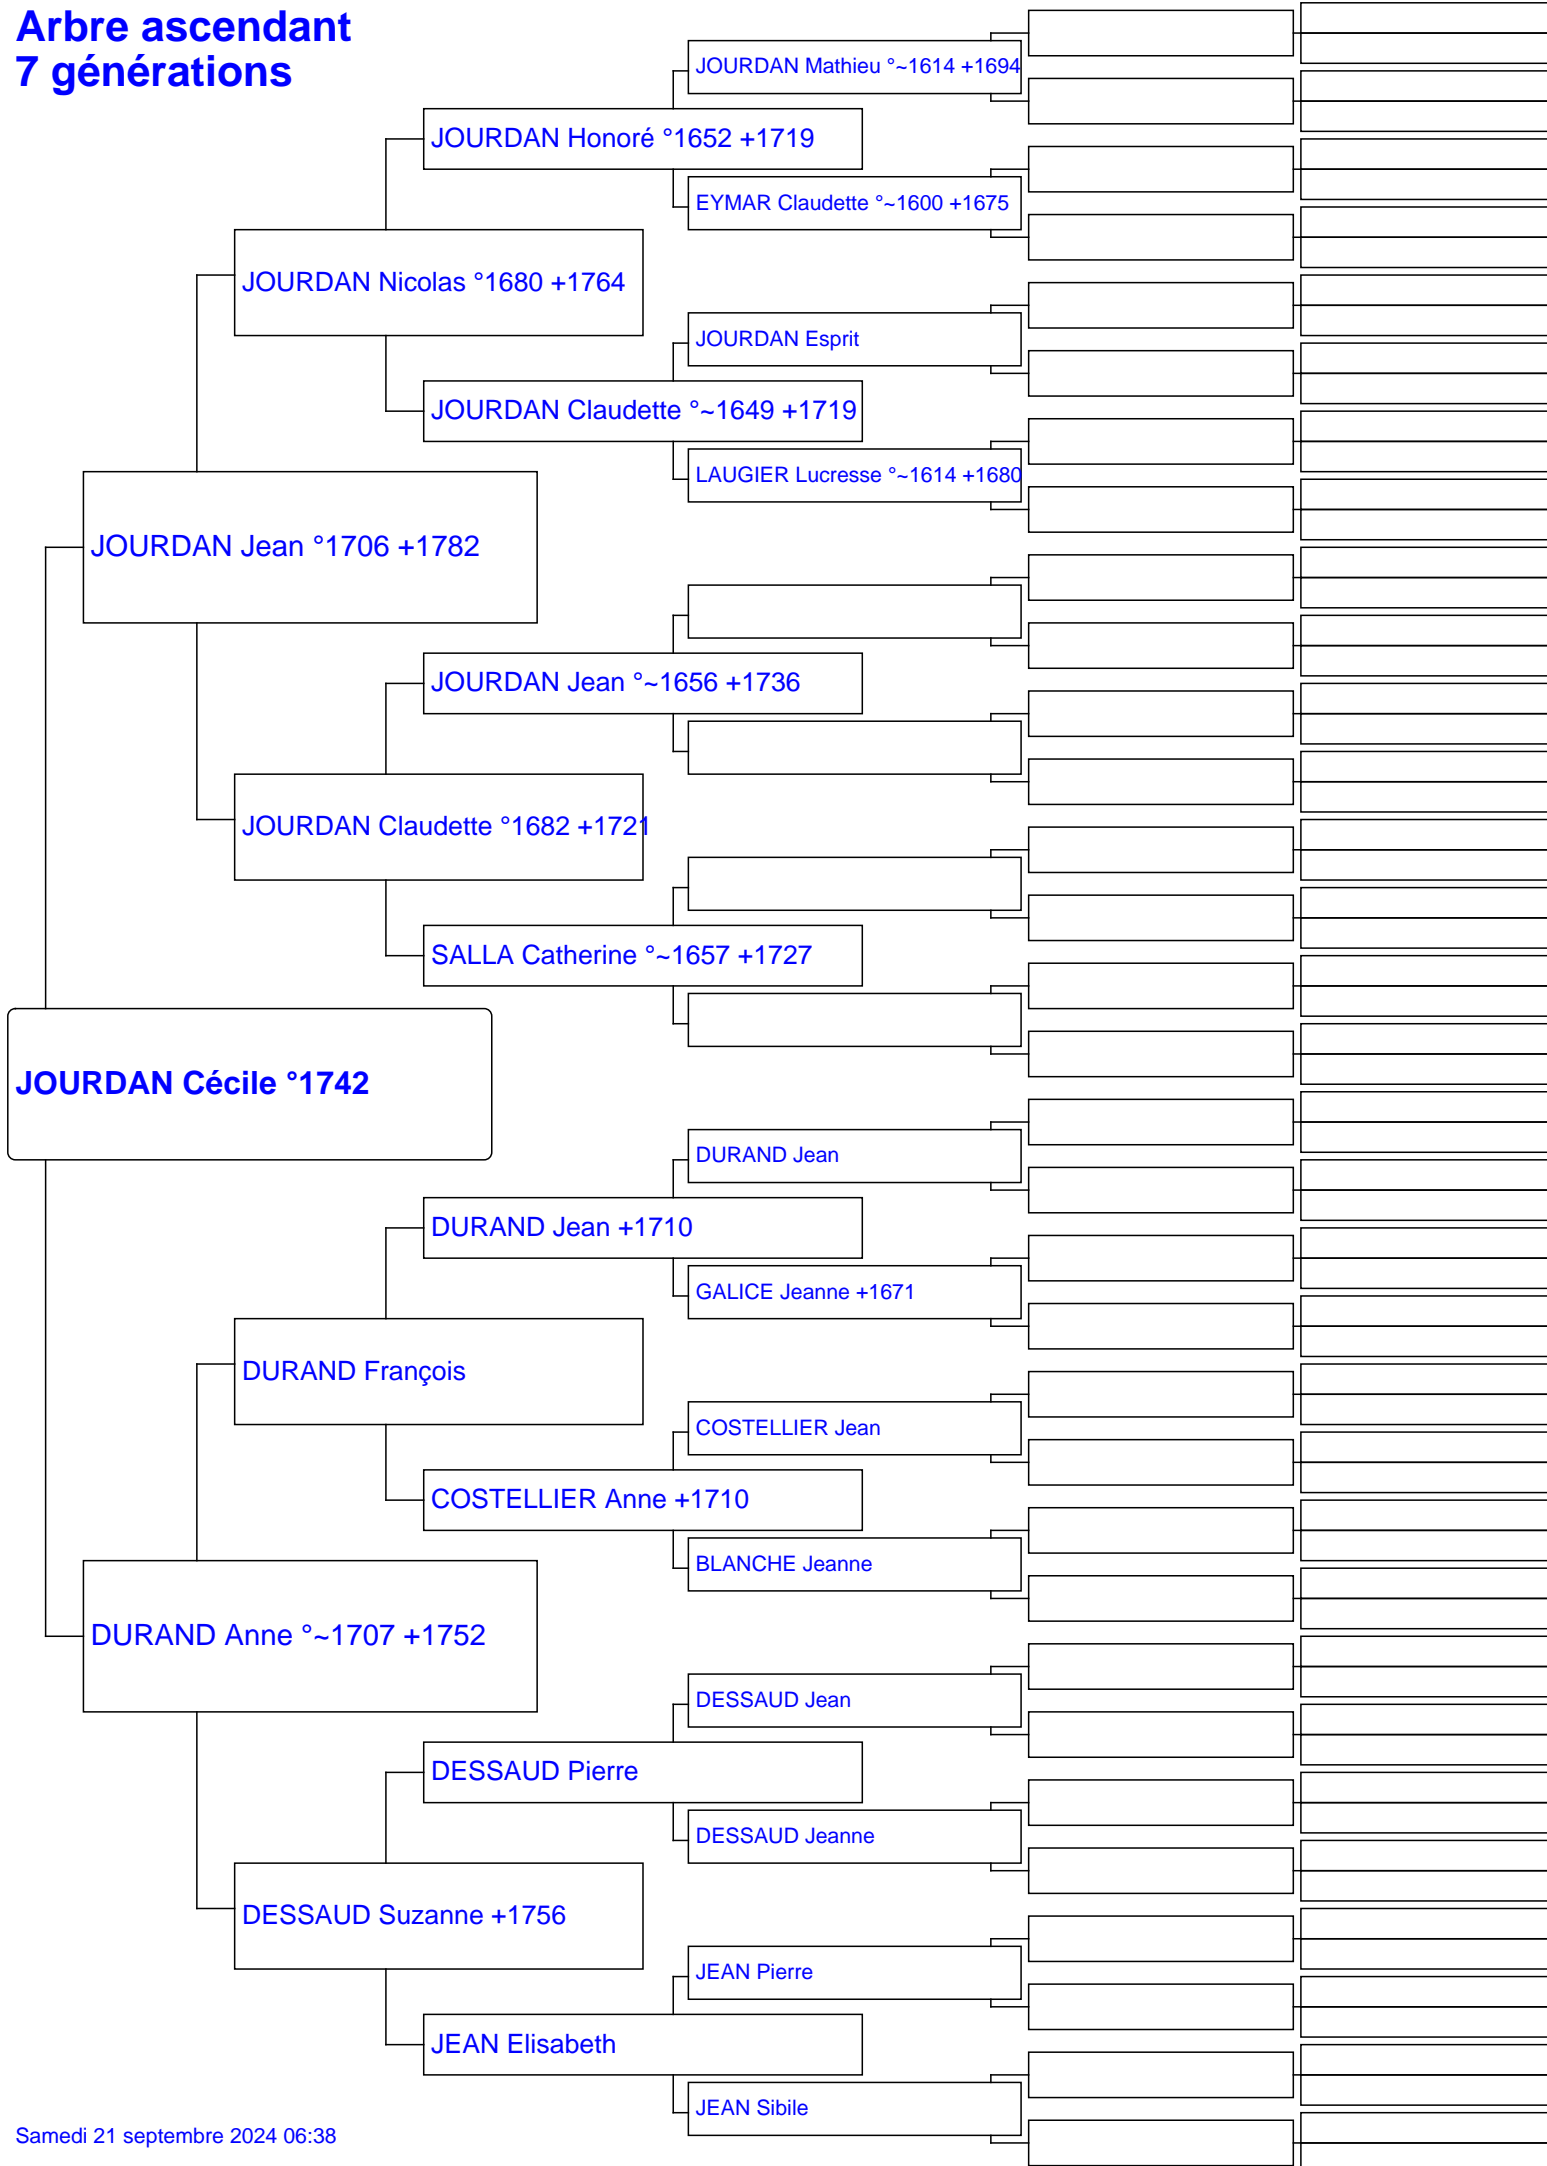 Arbre ascendant
7 générations
JOURDAN Mathieu °~1614 +1694
JOURDAN Honoré °1652 +1719
EYMAR Claudette °~1600 +1675
JOURDAN Nicolas °1680 +1764
JOURDAN Esprit
JOURDAN Claudette °~1649 +1719
LAUGIER Lucresse °~1614 +1680
JOURDAN Jean °1706 +1782
JOURDAN Jean °~1656 +1736
JOURDAN Claudette °1682 +1721
SALLA Catherine °~1657 +1727
JOURDAN Cécile °1742
DURAND Jean
DURAND Jean +1710
GALICE Jeanne +1671
DURAND François
COSTELLIER Jean
COSTELLIER Anne +1710
BLANCHE Jeanne
DURAND Anne °~1707 +1752
DESSAUD Jean
DESSAUD Pierre
DESSAUD Jeanne
DESSAUD Suzanne +1756
JEAN Pierre
JEAN Elisabeth
JEAN Sibile
Samedi 21 septembre 2024 06:38